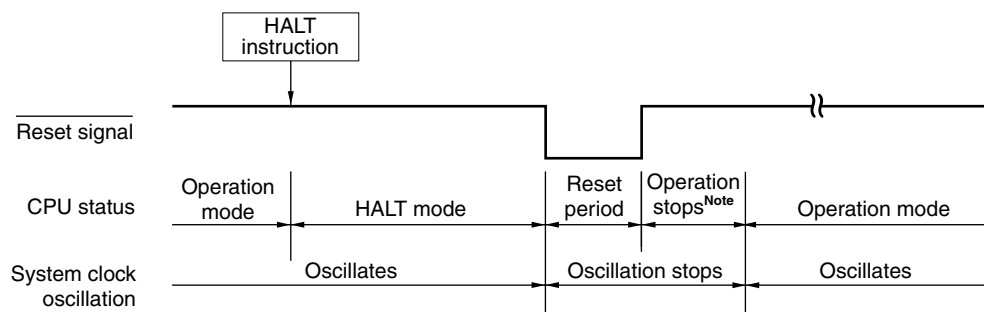 HALT
instruction
Reset signal
CPU status
Operation
mode
HALT mode
Reset
period
Operation
stopsNote
Operation mode
System clock
oscillation
Oscillates
Oscillation stops
Oscillates